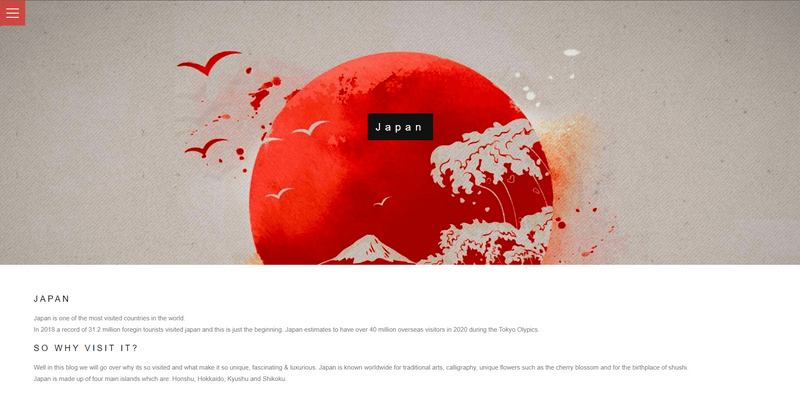 Japan
JAPAN
Japan is one of the most visited countries in the world.
In 2018 a record of 31.2 million foregin tourists visited japan and this is just the beginning. Japan estimates to have over 40 million overseas visitors in 2020 during the Tokyo Olypics.
SO WHY VISIT IT?
Well in this blog we will go over why its so visited and what make it so unique, fascinating & luxurious. Japan is known worldwide for traditional arts, calligraphy, unique flowers such as the cherry blossom and for the birthplace of shushi
Japan is made up of four main islands which are: Honshu, Hokkaido, Kyushu and Shikoku.